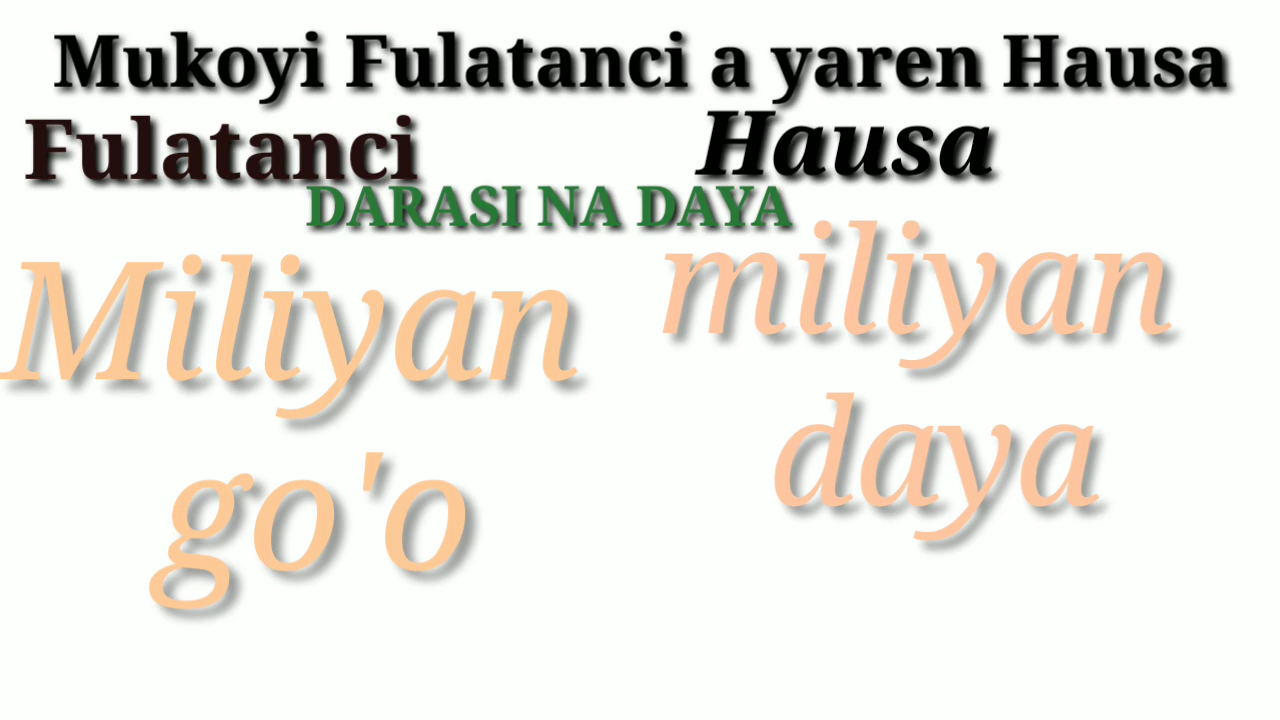 Mukoyi Fulatanci a yaren Hausa
Fulatanci
Hausa
DARASI NA DAYA
Miliyan
go'o
miliyan
daya